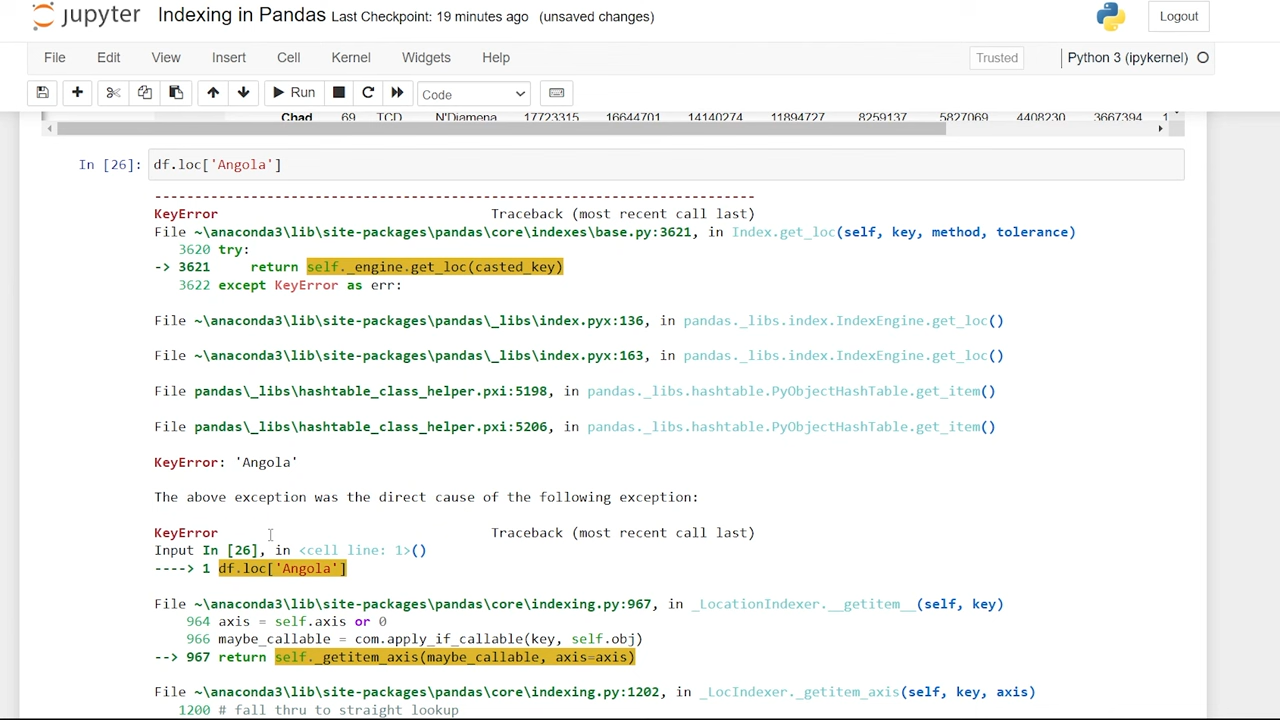 jupyter Indexing in Pandas Last Checkpoint: 19 minutes ago (unsaved changes) Logout
File Edit View Insert Cell Kernel Widgets Help Trusted Python 3 (ipykernel)
Run Code
Chad 69 TCD N'Djamena 17723315 16644701 14140274 11894727 8259137 5827069 4408230 3667394 1
In [26]: df.loc['Angola']
---------------------------------------------------------------------------
KeyError Traceback (most recent call last)
File ~\anaconda3\lib\site-packages\pandas\core\indexes\base.py:3621, in Index.get_loc(self, key, method, tolerance)
3620 try:
-> 3621 return self._engine.get_loc(casted_key)
3622 except KeyError as err:
File ~\anaconda3\lib\site-packages\pandas\_libs\index.pyx:136, in pandas._libs.index.IndexEngine.get_loc()
File ~\anaconda3\lib\site-packages\pandas\_libs\index.pyx:163, in pandas._libs.index.IndexEngine.get_loc()
File pandas\_libs\hashtable_class_helper.pxi:5198, in pandas._libs.hashtable.PyObjectHashTable.get_item()
File pandas\_libs\hashtable_class_helper.pxi:5206, in pandas._libs.hashtable.PyObjectHashTable.get_item()
KeyError: 'Angola'
The above exception was the direct cause of the following exception:
KeyError Traceback (most recent call last)
Input In [26], in <cell line: 1>()
----> 1 df.loc['Angola']
File ~\anaconda3\lib\site-packages\pandas\core\indexing.py:967, in _LocationIndexer.__getitem__(self, key)
964 axis = self.axis or 0
966 maybe_callable = com.apply_if_callable(key, self.obj)
--> 967 return self._getitem_axis(maybe_callable, axis=axis)
File ~\anaconda3\lib\site-packages\pandas\core\indexing.py:1202, in _LocIndexer._getitem_axis(self, key, axis)
1200 # fall thru to straight lookup